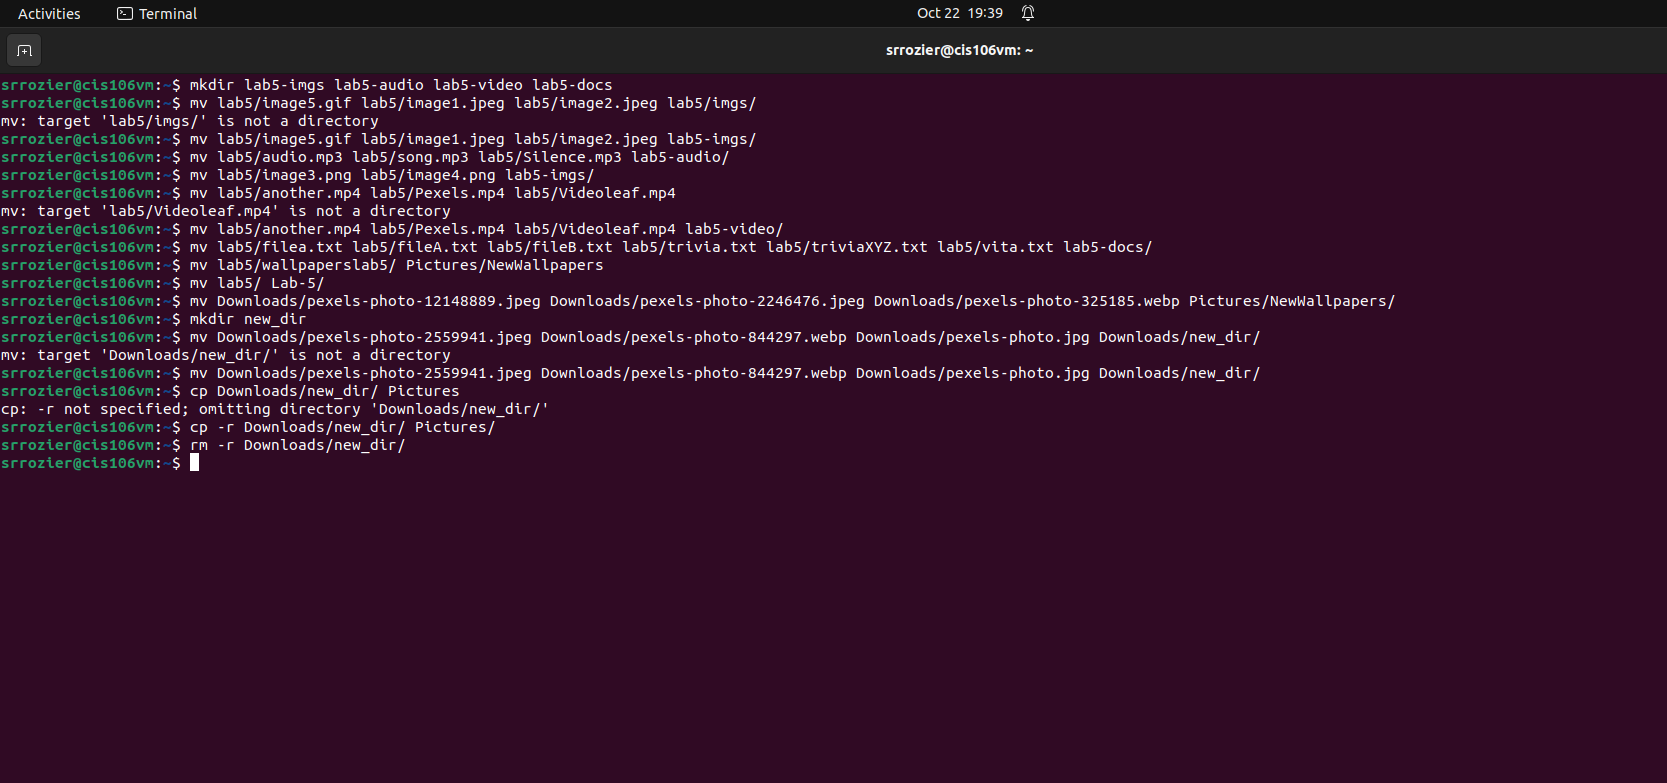 Activities Terminal Oct 22 19:39
srrozier@cis106vm: ~
srrozier@cis106vm:~$ mkdir lab5-imgs lab5-audio lab5-video lab5-docs
srrozier@cis106vm:~$ mv lab5/image5.gif lab5/image1.jpeg lab5/image2.jpeg lab5/imgs/
mv: target 'lab5/imgs/' is not a directory
srrozier@cis106vm:~$ mv lab5/image5.gif lab5/image1.jpeg lab5/image2.jpeg lab5-imgs/
srrozier@cis106vm:~$ mv lab5/audio.mp3 lab5/song.mp3 lab5/Silence.mp3 lab5-audio/
srrozier@cis106vm:~$ mv lab5/image3.png lab5/image4.png lab5-imgs/
srrozier@cis106vm:~$ mv lab5/another.mp4 lab5/Pexels.mp4 lab5/Videoleaf.mp4
mv: target 'lab5/Videoleaf.mp4' is not a directory
srrozier@cis106vm:~$ mv lab5/another.mp4 lab5/Pexels.mp4 lab5/Videoleaf.mp4 lab5-video/
srrozier@cis106vm:~$ mv lab5/filea.txt lab5/fileA.txt lab5/fileB.txt lab5/trivia.txt lab5/triviaXYZ.txt lab5/vita.txt lab5-docs/
srrozier@cis106vm:~$ mv lab5/wallpaperslab5/ Pictures/NewWallpapers
srrozier@cis106vm:~$ mv lab5/ Lab-5/
srrozier@cis106vm:~$ mv Downloads/pexels-photo-12148889.jpeg Downloads/pexels-photo-2246476.jpeg Downloads/pexels-photo-325185.webp Pictures/NewWallpapers/
srrozier@cis106vm:~$ mkdir new_dir
srrozier@cis106vm:~$ mv Downloads/pexels-photo-2559941.jpeg Downloads/pexels-photo-844297.webp Downloads/pexels-photo.jpg Downloads/new_dir/
mv: target 'Downloads/new_dir/' is not a directory
srrozier@cis106vm:~$ mv Downloads/pexels-photo-2559941.jpeg Downloads/pexels-photo-844297.webp Downloads/pexels-photo.jpg Downloads/new_dir/
srrozier@cis106vm:~$ cp Downloads/new_dir/ Pictures
cp: -r not specified; omitting directory 'Downloads/new_dir/'
srrozier@cis106vm:~$ cp -r Downloads/new_dir/ Pictures/
srrozier@cis106vm:~$ rm -r Downloads/new_dir/
srrozier@cis106vm:~$